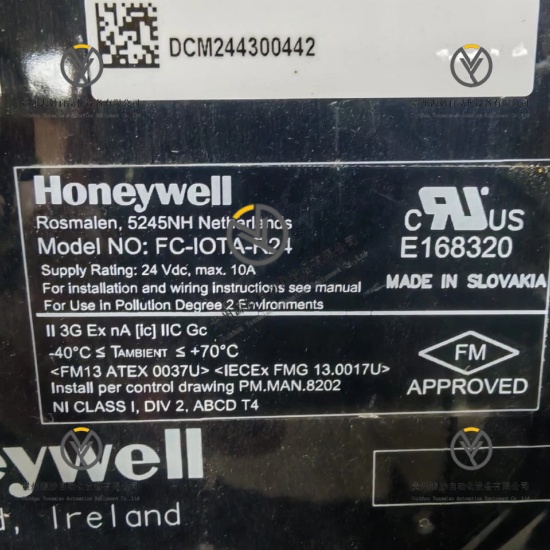 DCM244300442
Honeywell
Rosmalen, 5245NH Netherlands
Model NO: FC-IOTA-R24
Supply Rating: 24 Vdc, max. 10A
For installation and wiring instructions see manual
For Use in Pollution Degree 2 Environments
II 3G Ex nA [Ic] IIC Gc
-40°C ≤ TAMBIENT ≤ +70°C
<FM13 ATEX 0037U> <IECEx FMG 13.0017U>
Install per control drawing PM.MAN.8202
NI CLASS I, DIV 2, ABCD T4
C RU US
E168320
MADE IN SLOVAKIA
FM
APPROVED
eywell
, Ireland